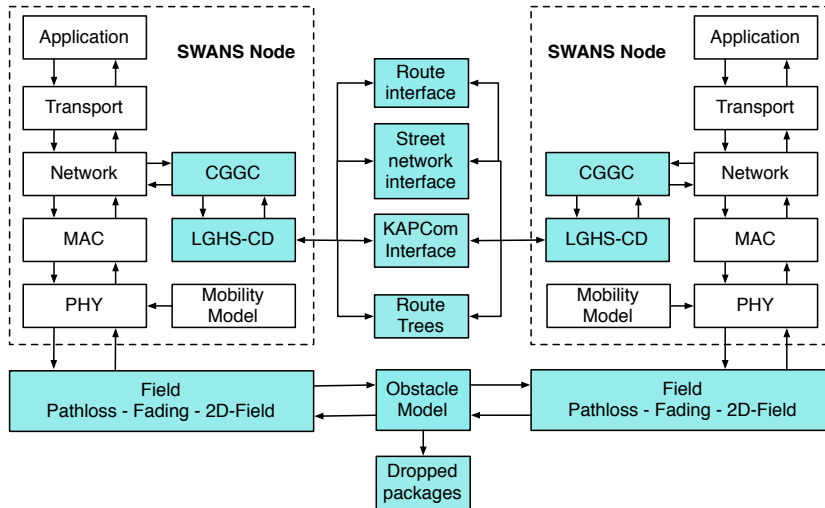 Application
SWANS Node
Transport
Network
CGGC
MAC
LGHS-CD
PHY
Mobility
Model
Route
interface
Street
network
interface
KAPCom
Interface
Route
Trees
SWANS Node
Application
Transport
CGGC
Network
LGHS-CD
MAC
Mobility
Model
PHY
Field
Pathloss - Fading - 2D-Field
Obstacle
Model
Field
Pathloss - Fading - 2D-Field
Dropped
packages